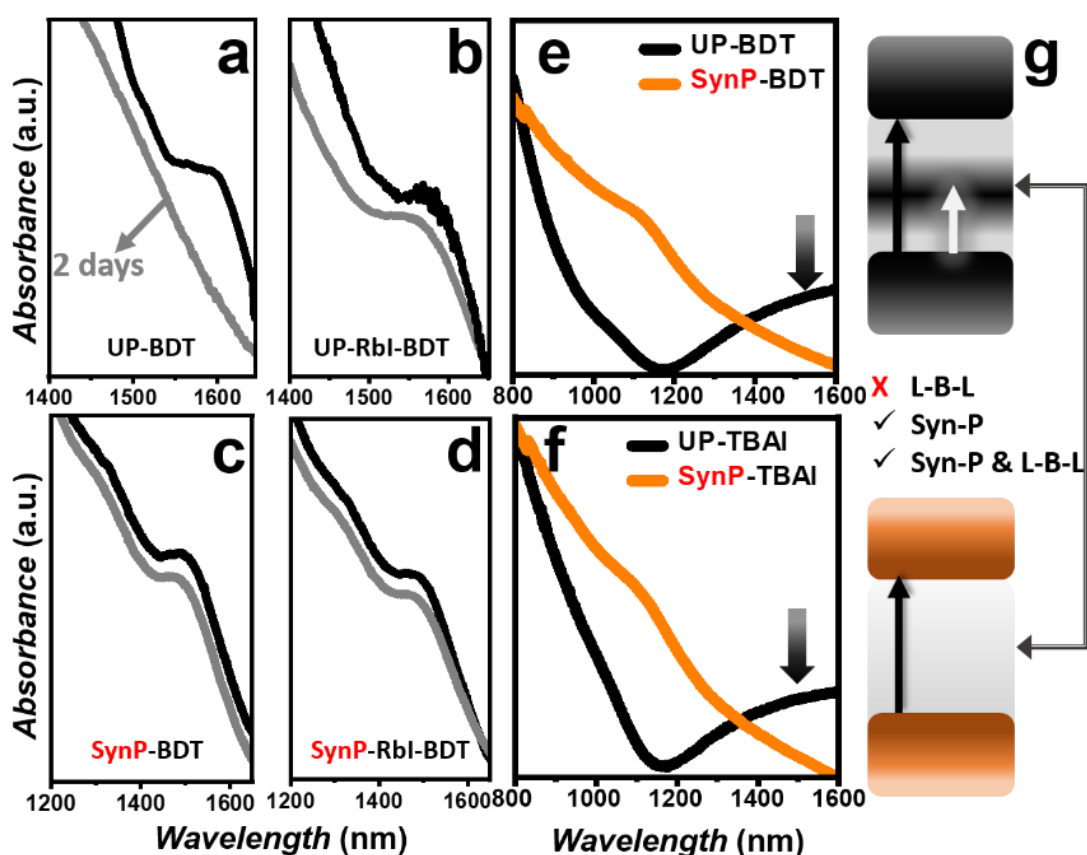 a
Absorbance (a.u.)
2 days
UP-BDT
1400 1500 1600
b
UP-RbI-BDT
1400 1500 1600
e
UP-BDT
SynP-BDT
800 1000 1200 1400 1600
g
X L-B-L
✓ Syn-P
✓ Syn-P & L-B-L
c
Absorbance (a.u.)
SynP-BDT
1200 1400 1600
d
SynP-RbI-BDT
1200 1400 1600
f
UP-TBAI
SynP-TBAI
800 1000 1200 1400 1600
Wavelength (nm)
Wavelength (nm)